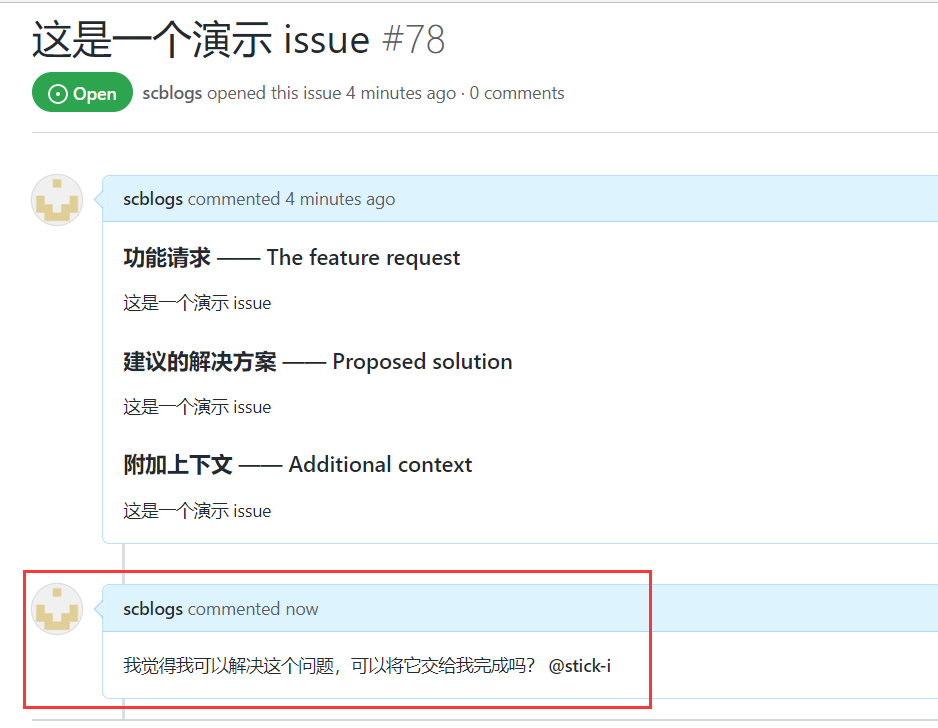 这是一个演示 issue #78
Open scblogs opened this issue 4 minutes ago · 0 comments
scblogs commented 4 minutes ago
功能请求 —— The feature request
这是一个演示 issue
建议的解决方案 —— Proposed solution
这是一个演示 issue
附加上下文 —— Additional context
这是一个演示 issue
scblogs commented now
我觉得我可以解决这个问题，可以将它交给我完成吗？ @stick-i